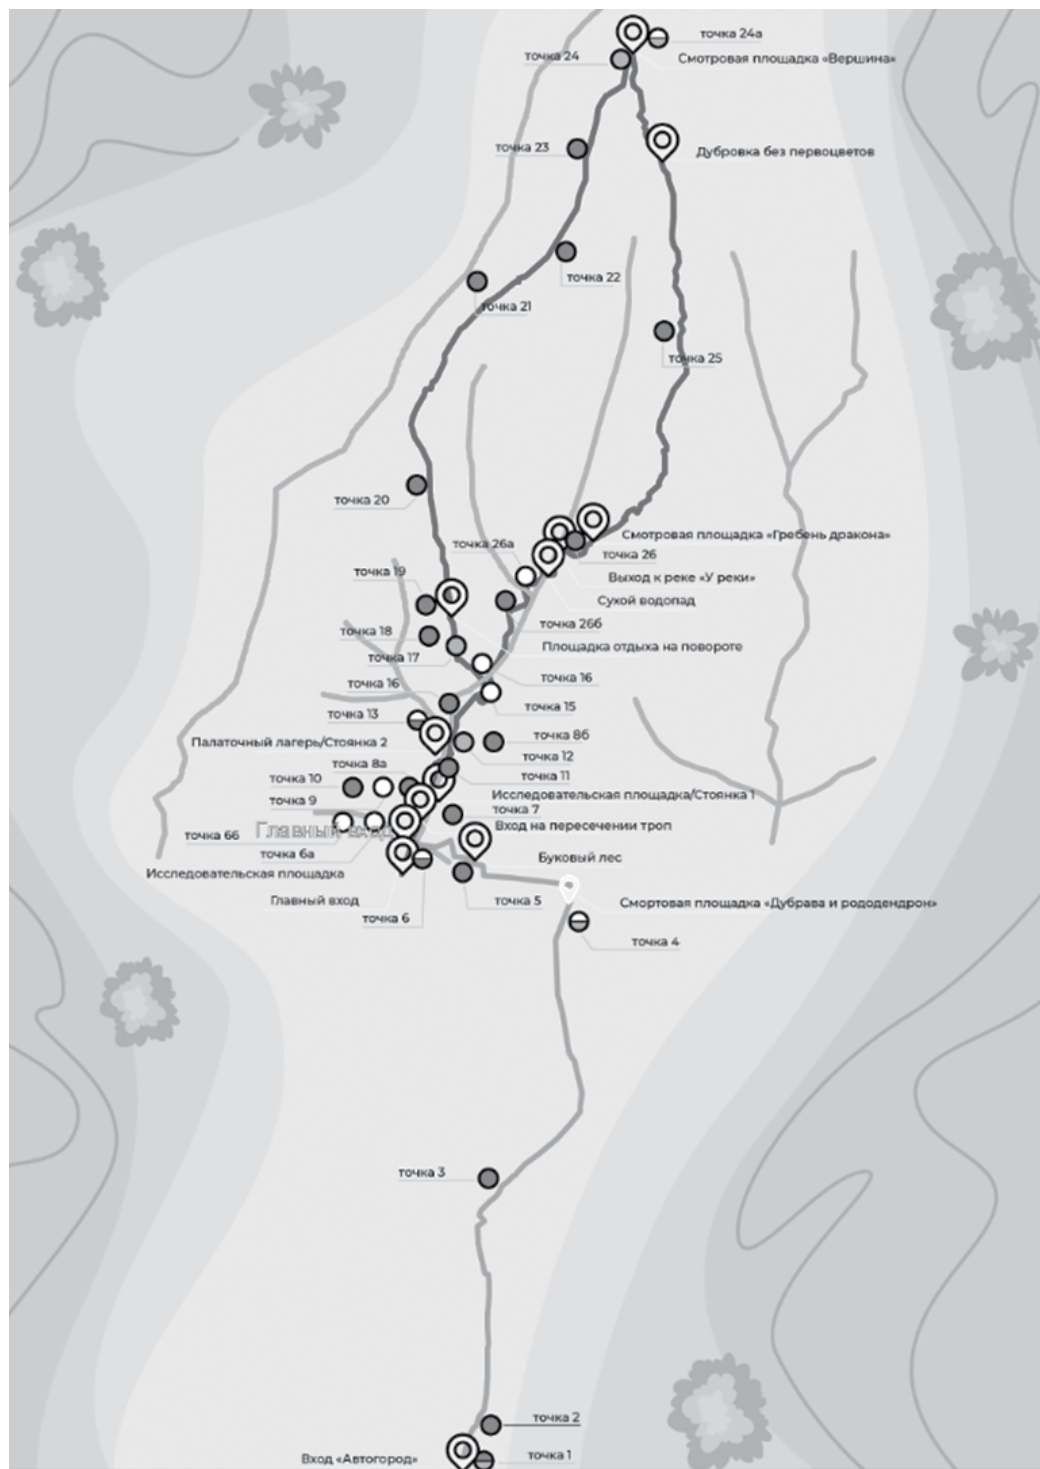 точка 24а
точка 24
Смотровая площадка «Вершина»
точка 23
Дубровка без первоцветов
точка 22
точка 21
точка 25
точка 20
Смотровая площадка «Гребень дракона»
точка 26а
точка 26
точка 19
Выход к реке «У реки»
Сухой водопад
точка 26б
точка 18
Площадка отдыха на повороте
точка 17
точка 16
точка 16
точка 15
точка 13
точка 8б
Палаточный лагерь/Стоянка 2
точка 12
точка 8а
точка 11
точка 10
Исследовательская площадка/Стоянка 1
точка 9
точка 7
Вход на пересечении троп
Главный вход
точка 6б
точка 6а
Буковый лес
Исследовательская площадка
Главный вход
точка 5
Смортовая площадка «Дубрава и рододендрон»
точка 6
точка 4
точка 3
точка 2
точка 1
Вход «Автогород»